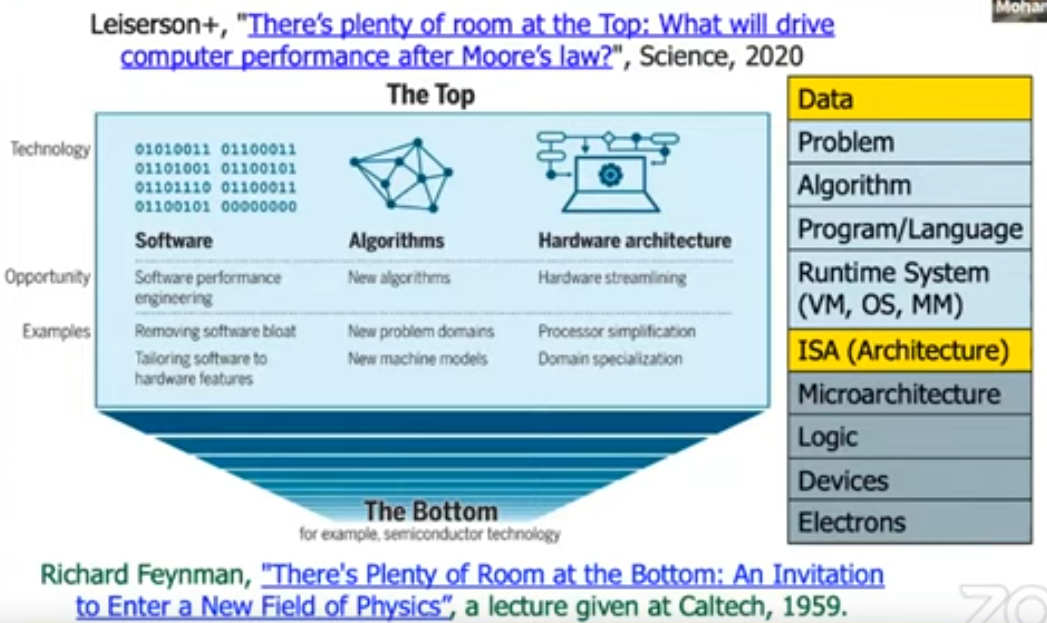 Leiserson+, "There's plenty of room at the Top: What will drive
computer performance after Moore's law?", Science, 2020
The Top
Technology
01010011 01100011
01101001 01100101
01101110 01100011
01100101 00000000
Software
Algorithms
Hardware architecture
Opportunity
Software performance
engineering
New algorithms
Hardware streamlining
Examples
Removing software bloat
New problem domains
Processor simplification
Tailoring software to
hardware features
New machine models
Domain specialization
The Bottom
for example, semiconductor technology
Data
Problem
Algorithm
Program/Language
Runtime System
(VM, OS, MM)
ISA (Architecture)
Microarchitecture
Logic
Devices
Electrons
Richard Feynman, "There's Plenty of Room at the Bottom: An Invitation
to Enter a New Field of Physics", a lecture given at Caltech, 1959.